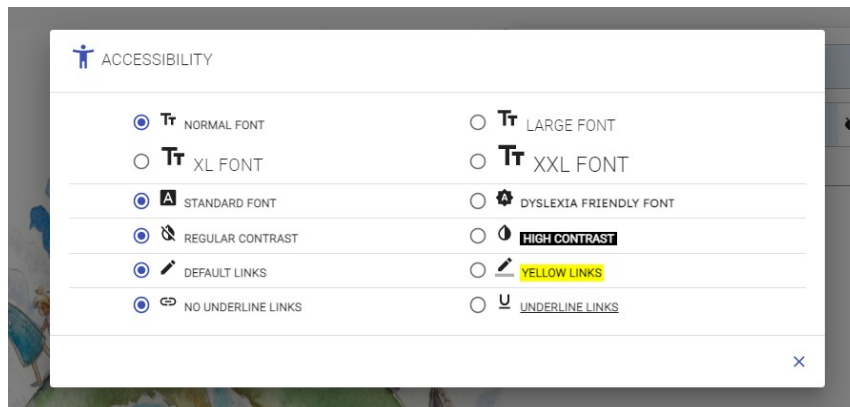 ACCESSIBILITY
NORMAL FONT
LARGE FONT
XL FONT
XXL FONT
STANDARD FONT
DYSLEXIA FRIENDLY FONT
REGULAR CONTRAST
HIGH CONTRAST
DEFAULT LINKS
YELLOW LINKS
NO UNDERLINE LINKS
UNDERLINE LINKS